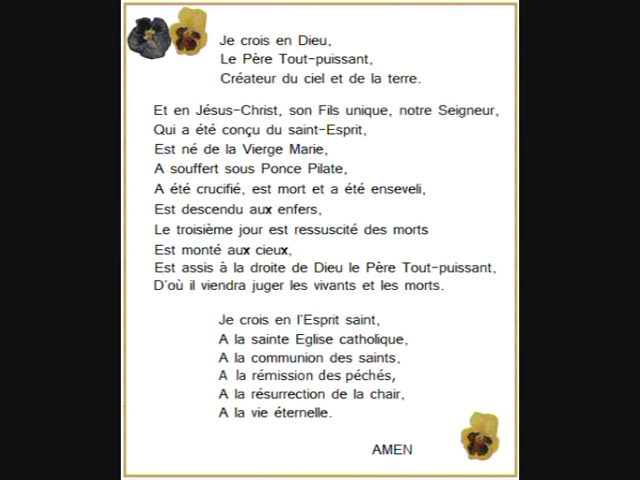 Je crois en Dieu,
Le Père Tout-puissant,
Créateur du ciel et de la terre.
Et en Jésus-Christ, son Fils unique, notre Seigneur,
Qui a été conçu du saint-Esprit,
Est né de la Vierge Marie,
A souffert sous Ponce Pilate,
A été crucifié, est mort et a été enseveli,
Est descendu aux enfers,
Le troisième jour est ressuscité des morts
Est monté aux cieux,
Est assis à la droite de Dieu le Père Tout-puissant,
D'où il viendra juger les vivants et les morts.
Je crois en l'Esprit saint,
A la sainte Eglise catholique,
A la communion des saints,
A la rémission des péchés,
A la résurrection de la chair,
A la vie éternelle.
AMEN